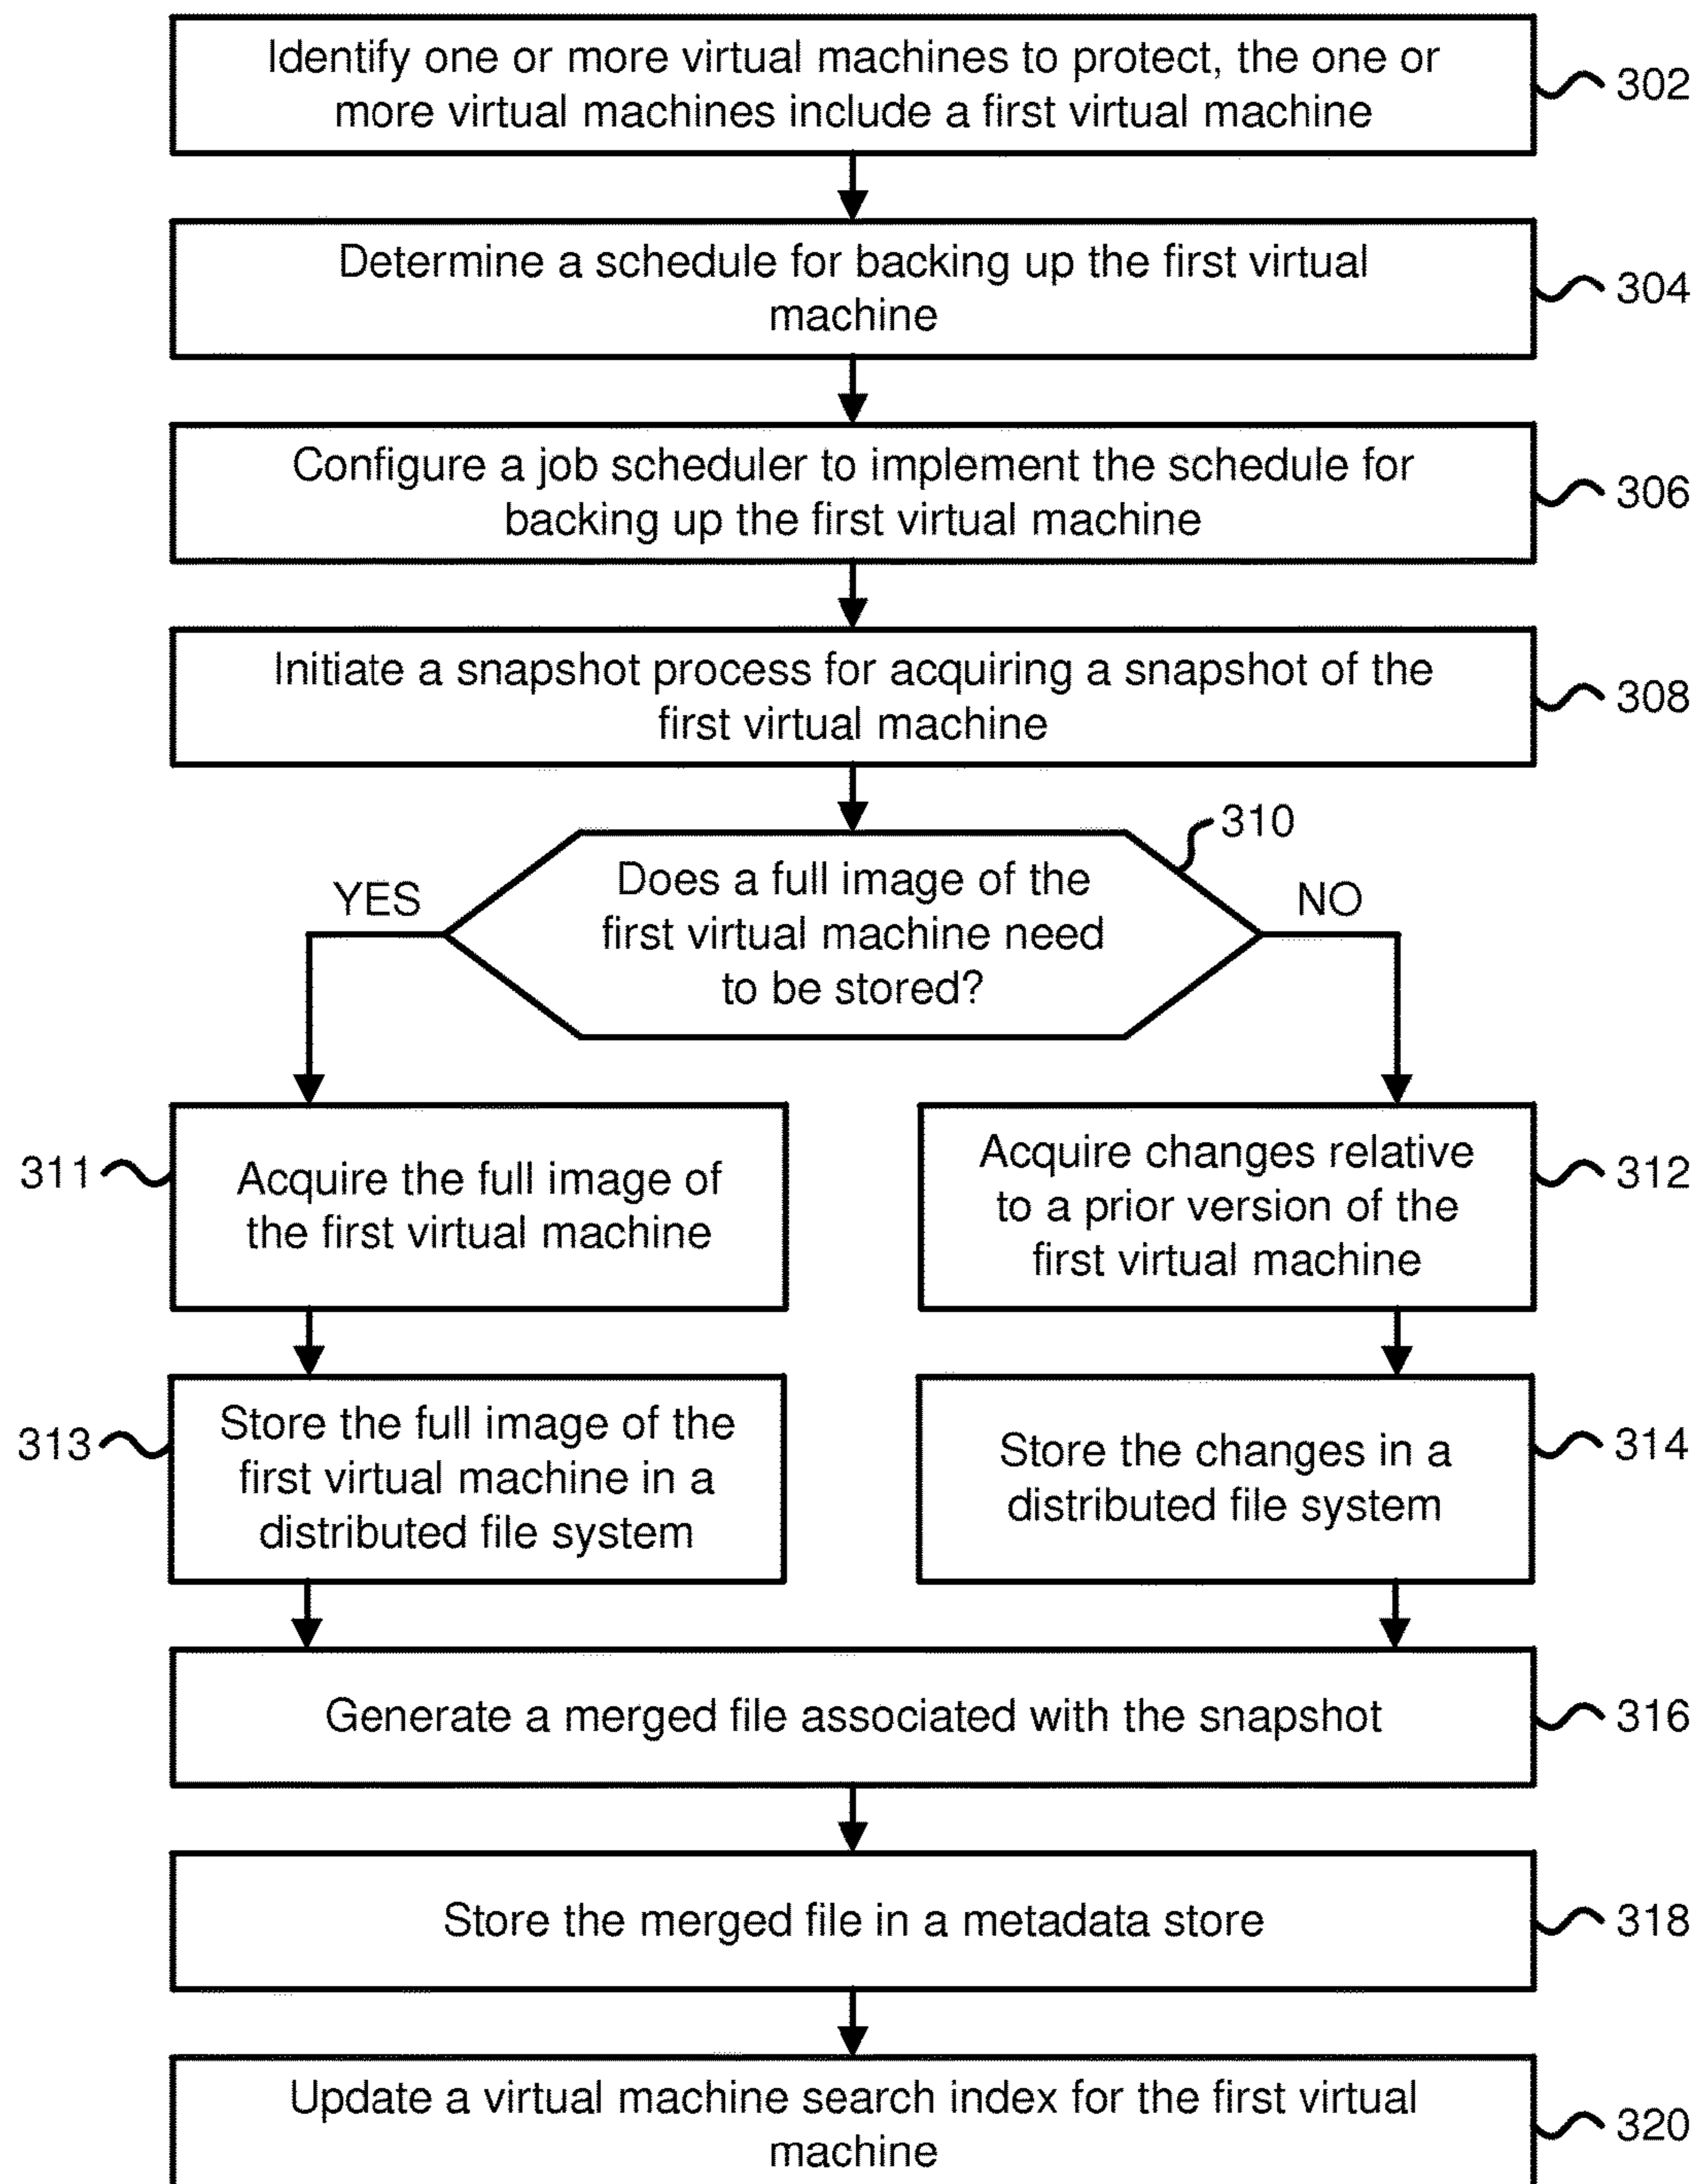 Identify one or more virtual machines to protect, the one or
more virtual machines include a first virtual machine
302
Determine a schedule for backing up the first virtual
machine
304
Configure a job scheduler to implement the schedule for
backing up the first virtual machine
306
Initiate a snapshot process for acquiring a snapshot of the
first virtual machine
308
310
Does a full image of the
first virtual machine need
to be stored?
YES
NO
311
Acquire the full image of
the first virtual machine
Acquire changes relative
to a prior version of the
first virtual machine
312
313
Store the full image of the
first virtual machine in a
distributed file system
Store the changes in a
distributed file system
314
Generate a merged file associated with the snapshot
316
Store the merged file in a metadata store
318
Update a virtual machine search index for the first virtual
machine
320